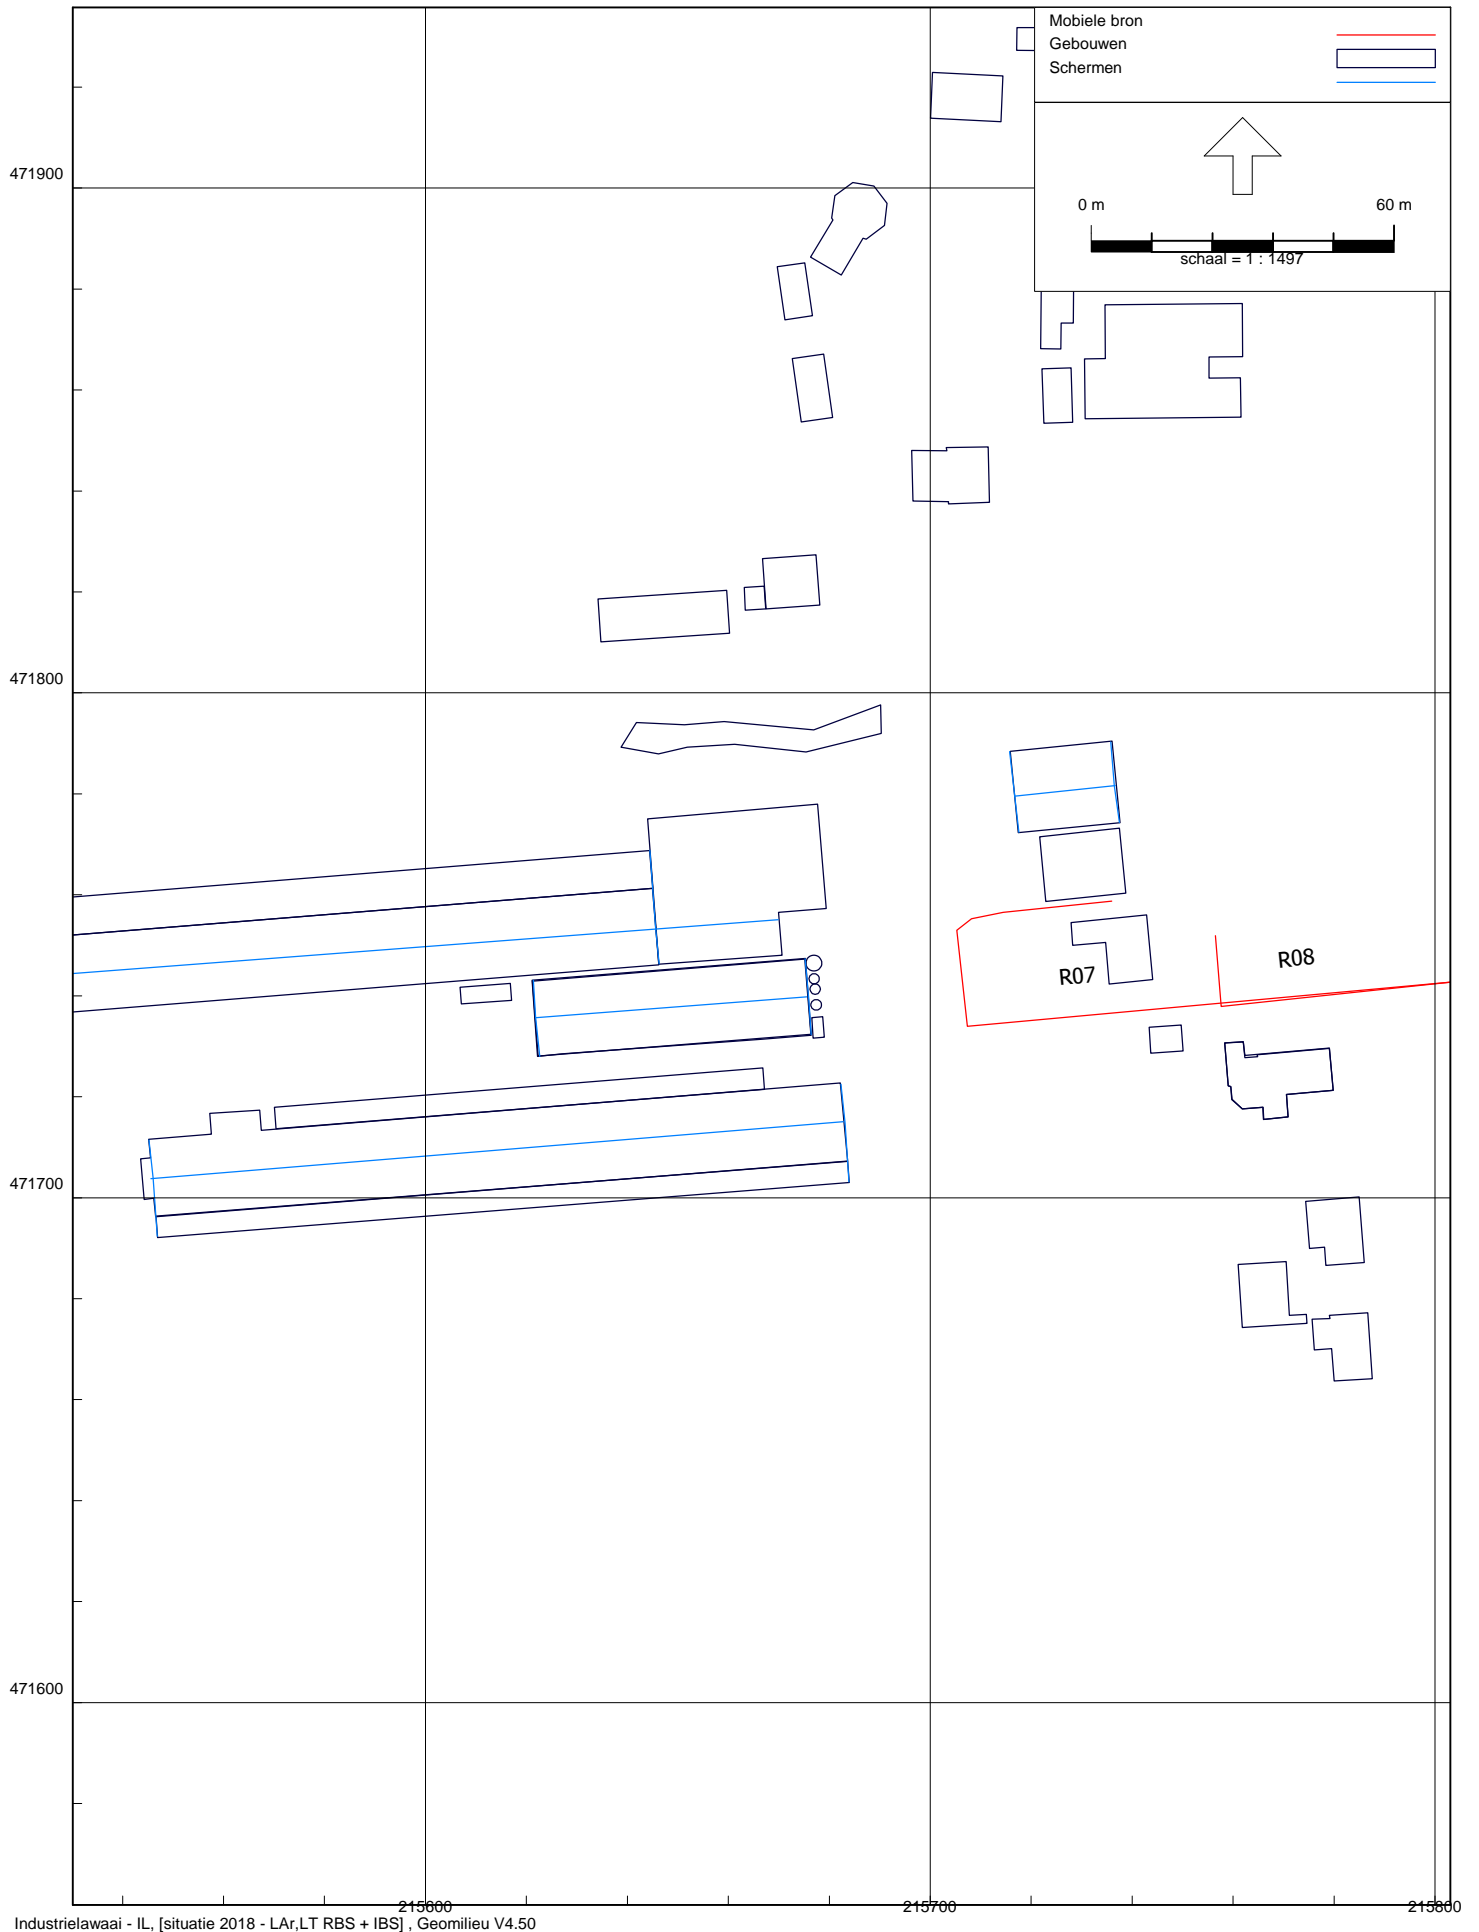 Mobiele bron
Gebouwen
Schermen
471900
0 m 60 m
schaal = 1 : 1497
471800
R07
R08
471700
471600
215600 215700 215800
Industrielawaai - IL, [situatie 2018 - LAr,LT RBS + IBS] , Geomilieu V4.50